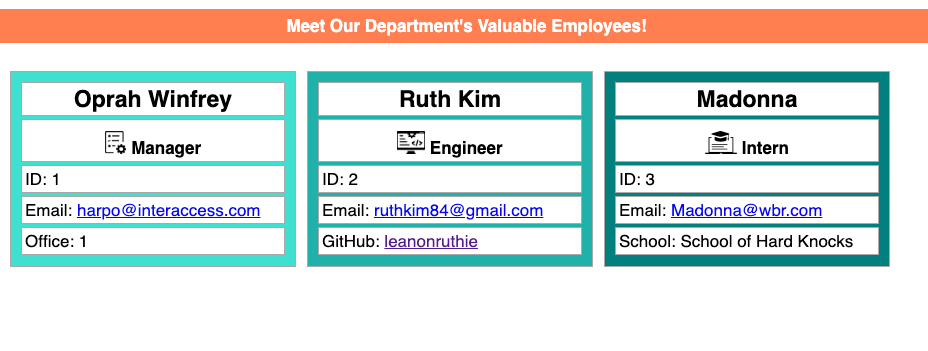 Meet Our Department's Valuable Employees!
Oprah Winfrey
Manager
ID: 1
Email: harpo@interaccess.com
Office: 1
Ruth Kim
Engineer
ID: 2
Email: ruthkim84@gmail.com
GitHub: leanonruthie
Madonna
Intern
ID: 3
Email: Madonna@wbr.com
School: School of Hard Knocks